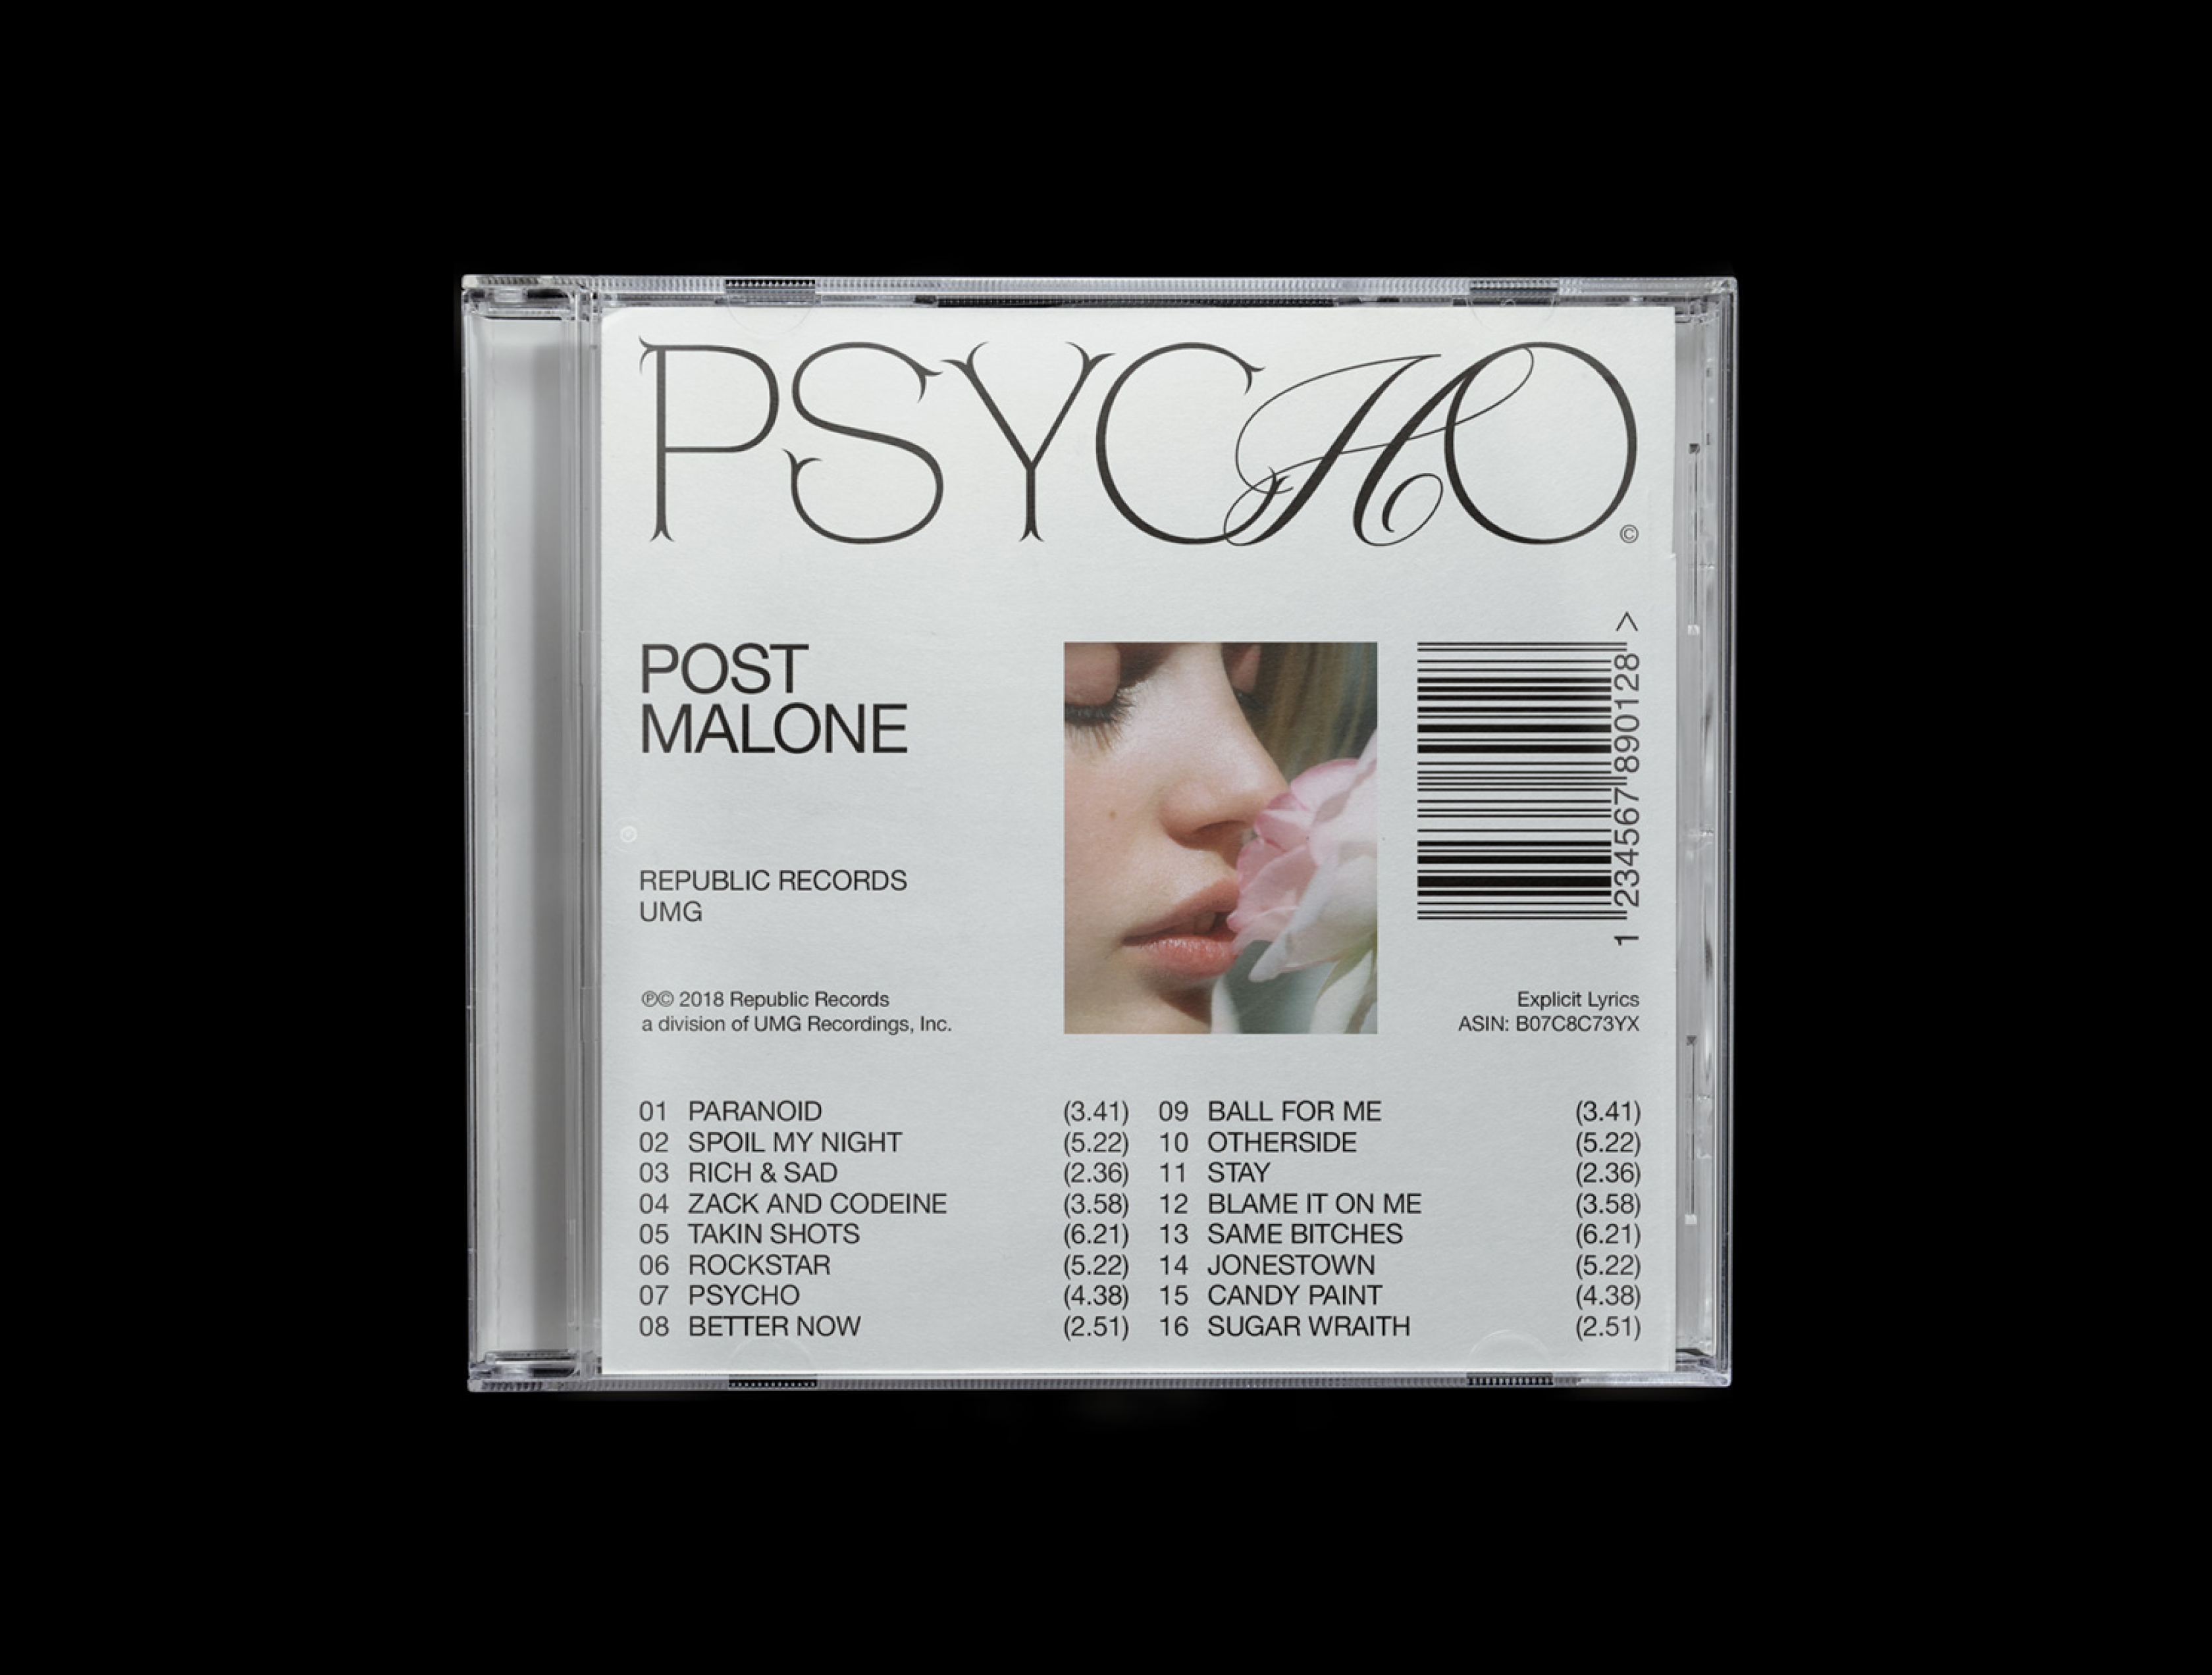 PSYCHO
©
POST
MALONE
REPUBLIC RECORDS
UMG
℗© 2018 Republic Records
a division of UMG Recordings, Inc.
1 234567 890128 >
Explicit Lyrics
ASIN: B07C8C73YX
01 PARANOID (3.41)
02 SPOIL MY NIGHT (5.22)
03 RICH & SAD (2.36)
04 ZACK AND CODEINE (3.58)
05 TAKIN SHOTS (6.21)
06 ROCKSTAR (5.22)
07 PSYCHO (4.38)
08 BETTER NOW (2.51)
09 BALL FOR ME (3.41)
10 OTHERSIDE (5.22)
11 STAY (2.36)
12 BLAME IT ON ME (3.58)
13 SAME BITCHES (6.21)
14 JONESTOWN (5.22)
15 CANDY PAINT (4.38)
16 SUGAR WRAITH (2.51)